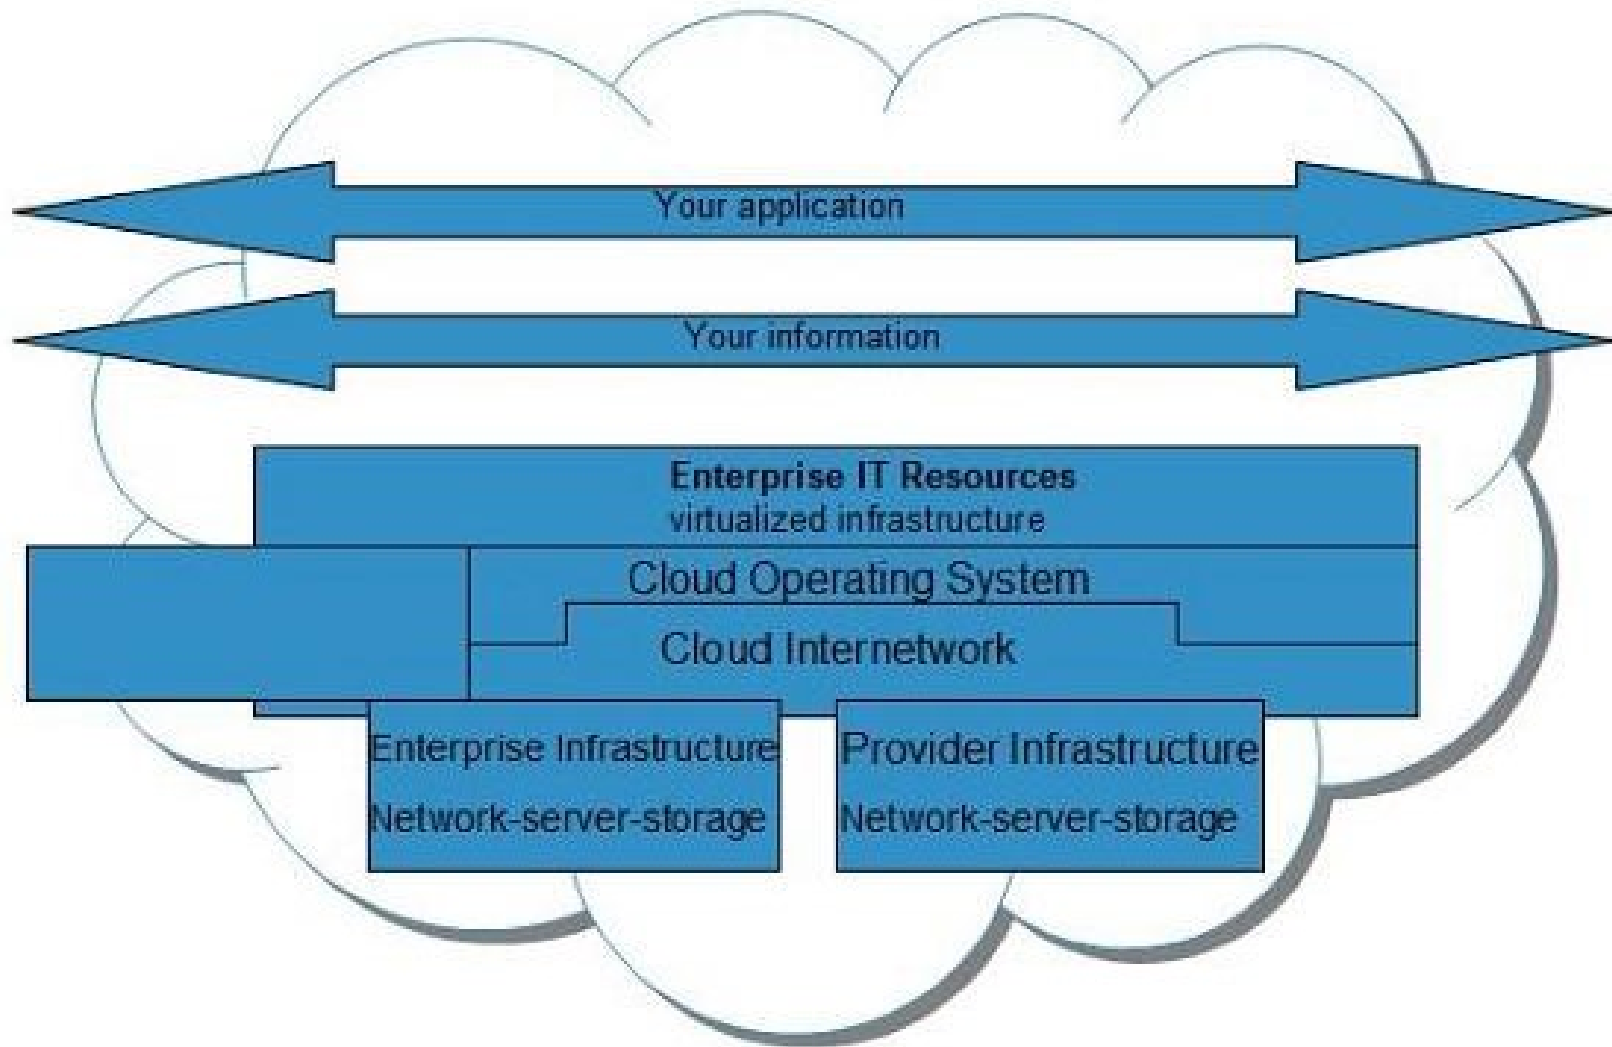 Your application
Your information
Enterprise IT Resources
virtualized infrastructure
Cloud Operating System
Cloud Internetwork
Enterprise Infrastructure
Network-server-storage
Provider Infrastructure
Network-server-storage